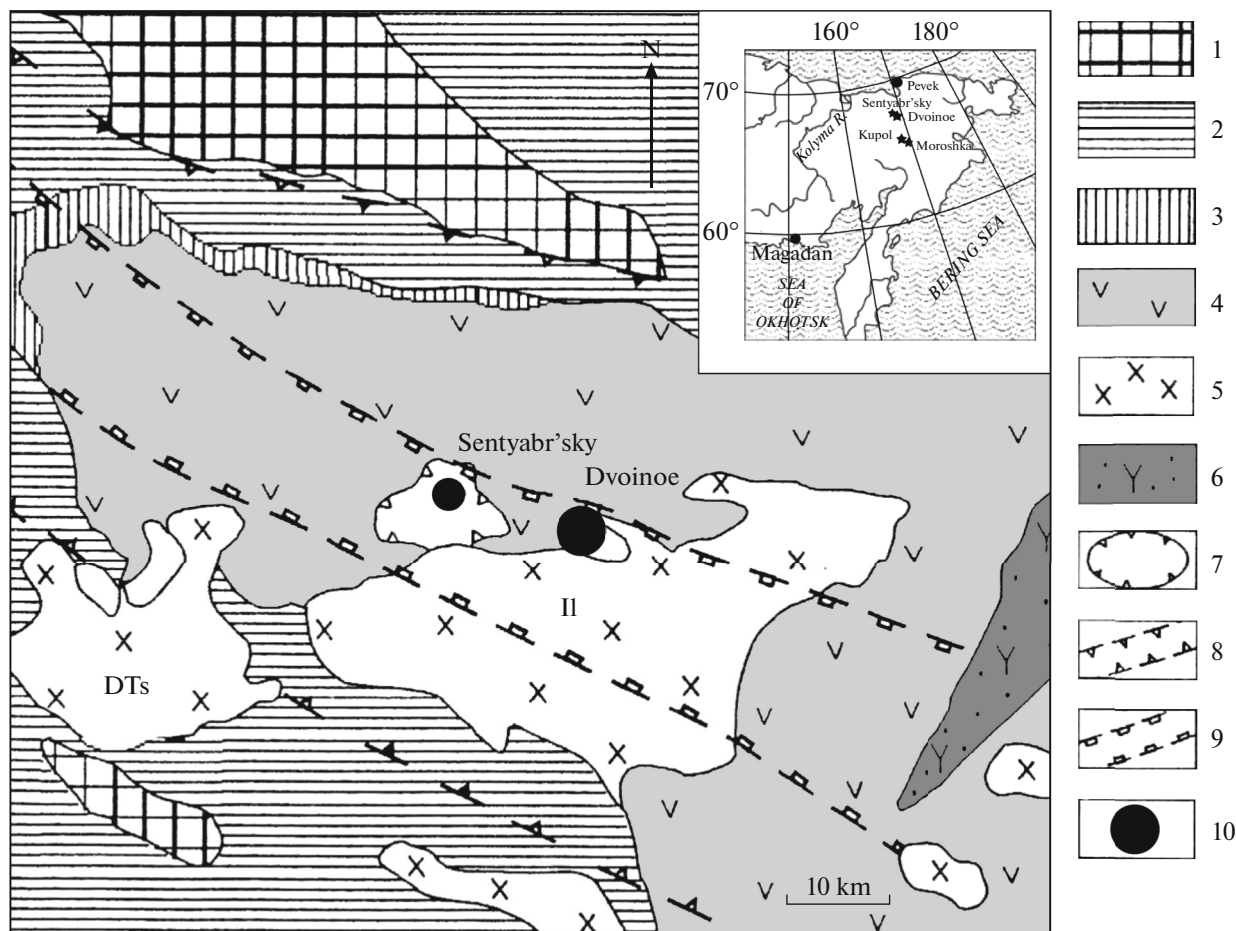 N
160° 180°
70°
60°
Pevek
Sentyabr'sky
Dvoinoe
Kolyma R.
Kupol
Moroshka
Magadan
SEA
OF
OKHOTSK
BERING SEA
Sentyabr'sky
Dvoinoe
Il
DTs
10 km
1
2
3
4
5
6
7
8
9
10